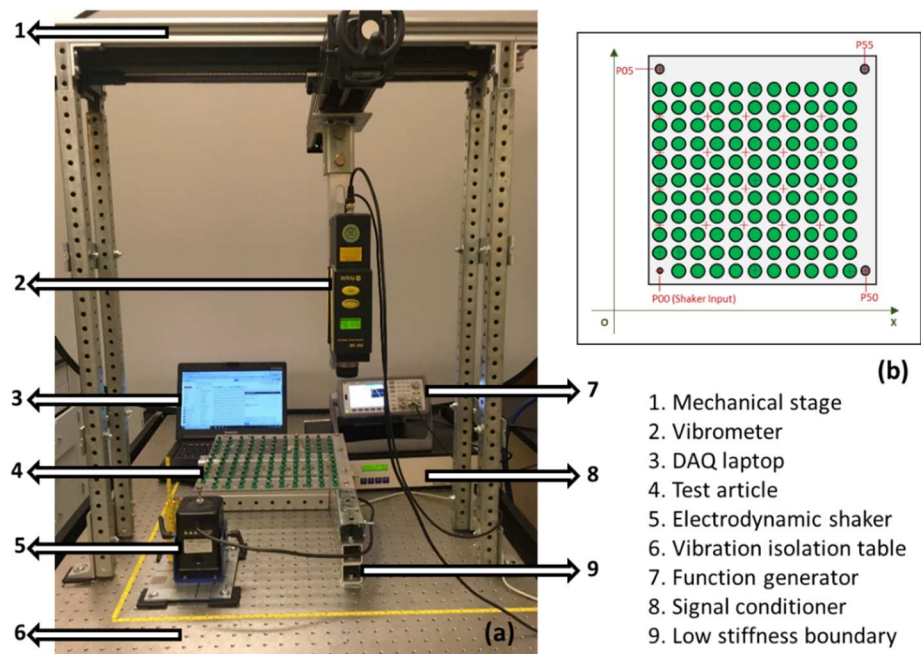 1
2
3
4
5
6
7
8
9
(a)
P55
P05
P00 (Shaker Input)
P50
O
X
(b)
1. Mechanical stage
2. Vibrometer
3. DAQ laptop
4. Test article
5. Electrodynamic shaker
6. Vibration isolation table
7. Function generator
8. Signal conditioner
9. Low stiffness boundary